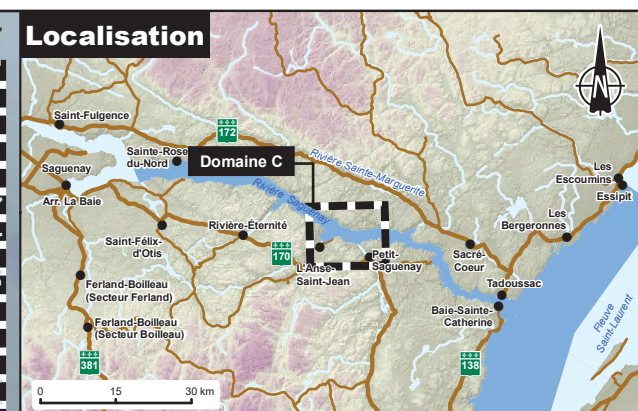 Localisation
N
Saint-Fulgence
172
Sainte-Rose-
du-Nord
Domaine C
Rivière Sainte-Marguerite
Saguenay
Rivière Saguenay
Les
Escoumins
Essipit
Arr. La Baie
Rivière-Éternité
Les
Bergeronnes
Saint-Félix-
d'Otis
170
L'Anse-
Saint-Jean
Petit-
Saguenay
Sacré-
Coeur
Ferland-Boilleau
(Secteur Ferland)
Tadoussac
Baie-Sainte-
Catherine
Ferland-Boilleau
(Secteur Boilleau)
Fleuve
Saint-Laurent
381
138
0 15 30 km